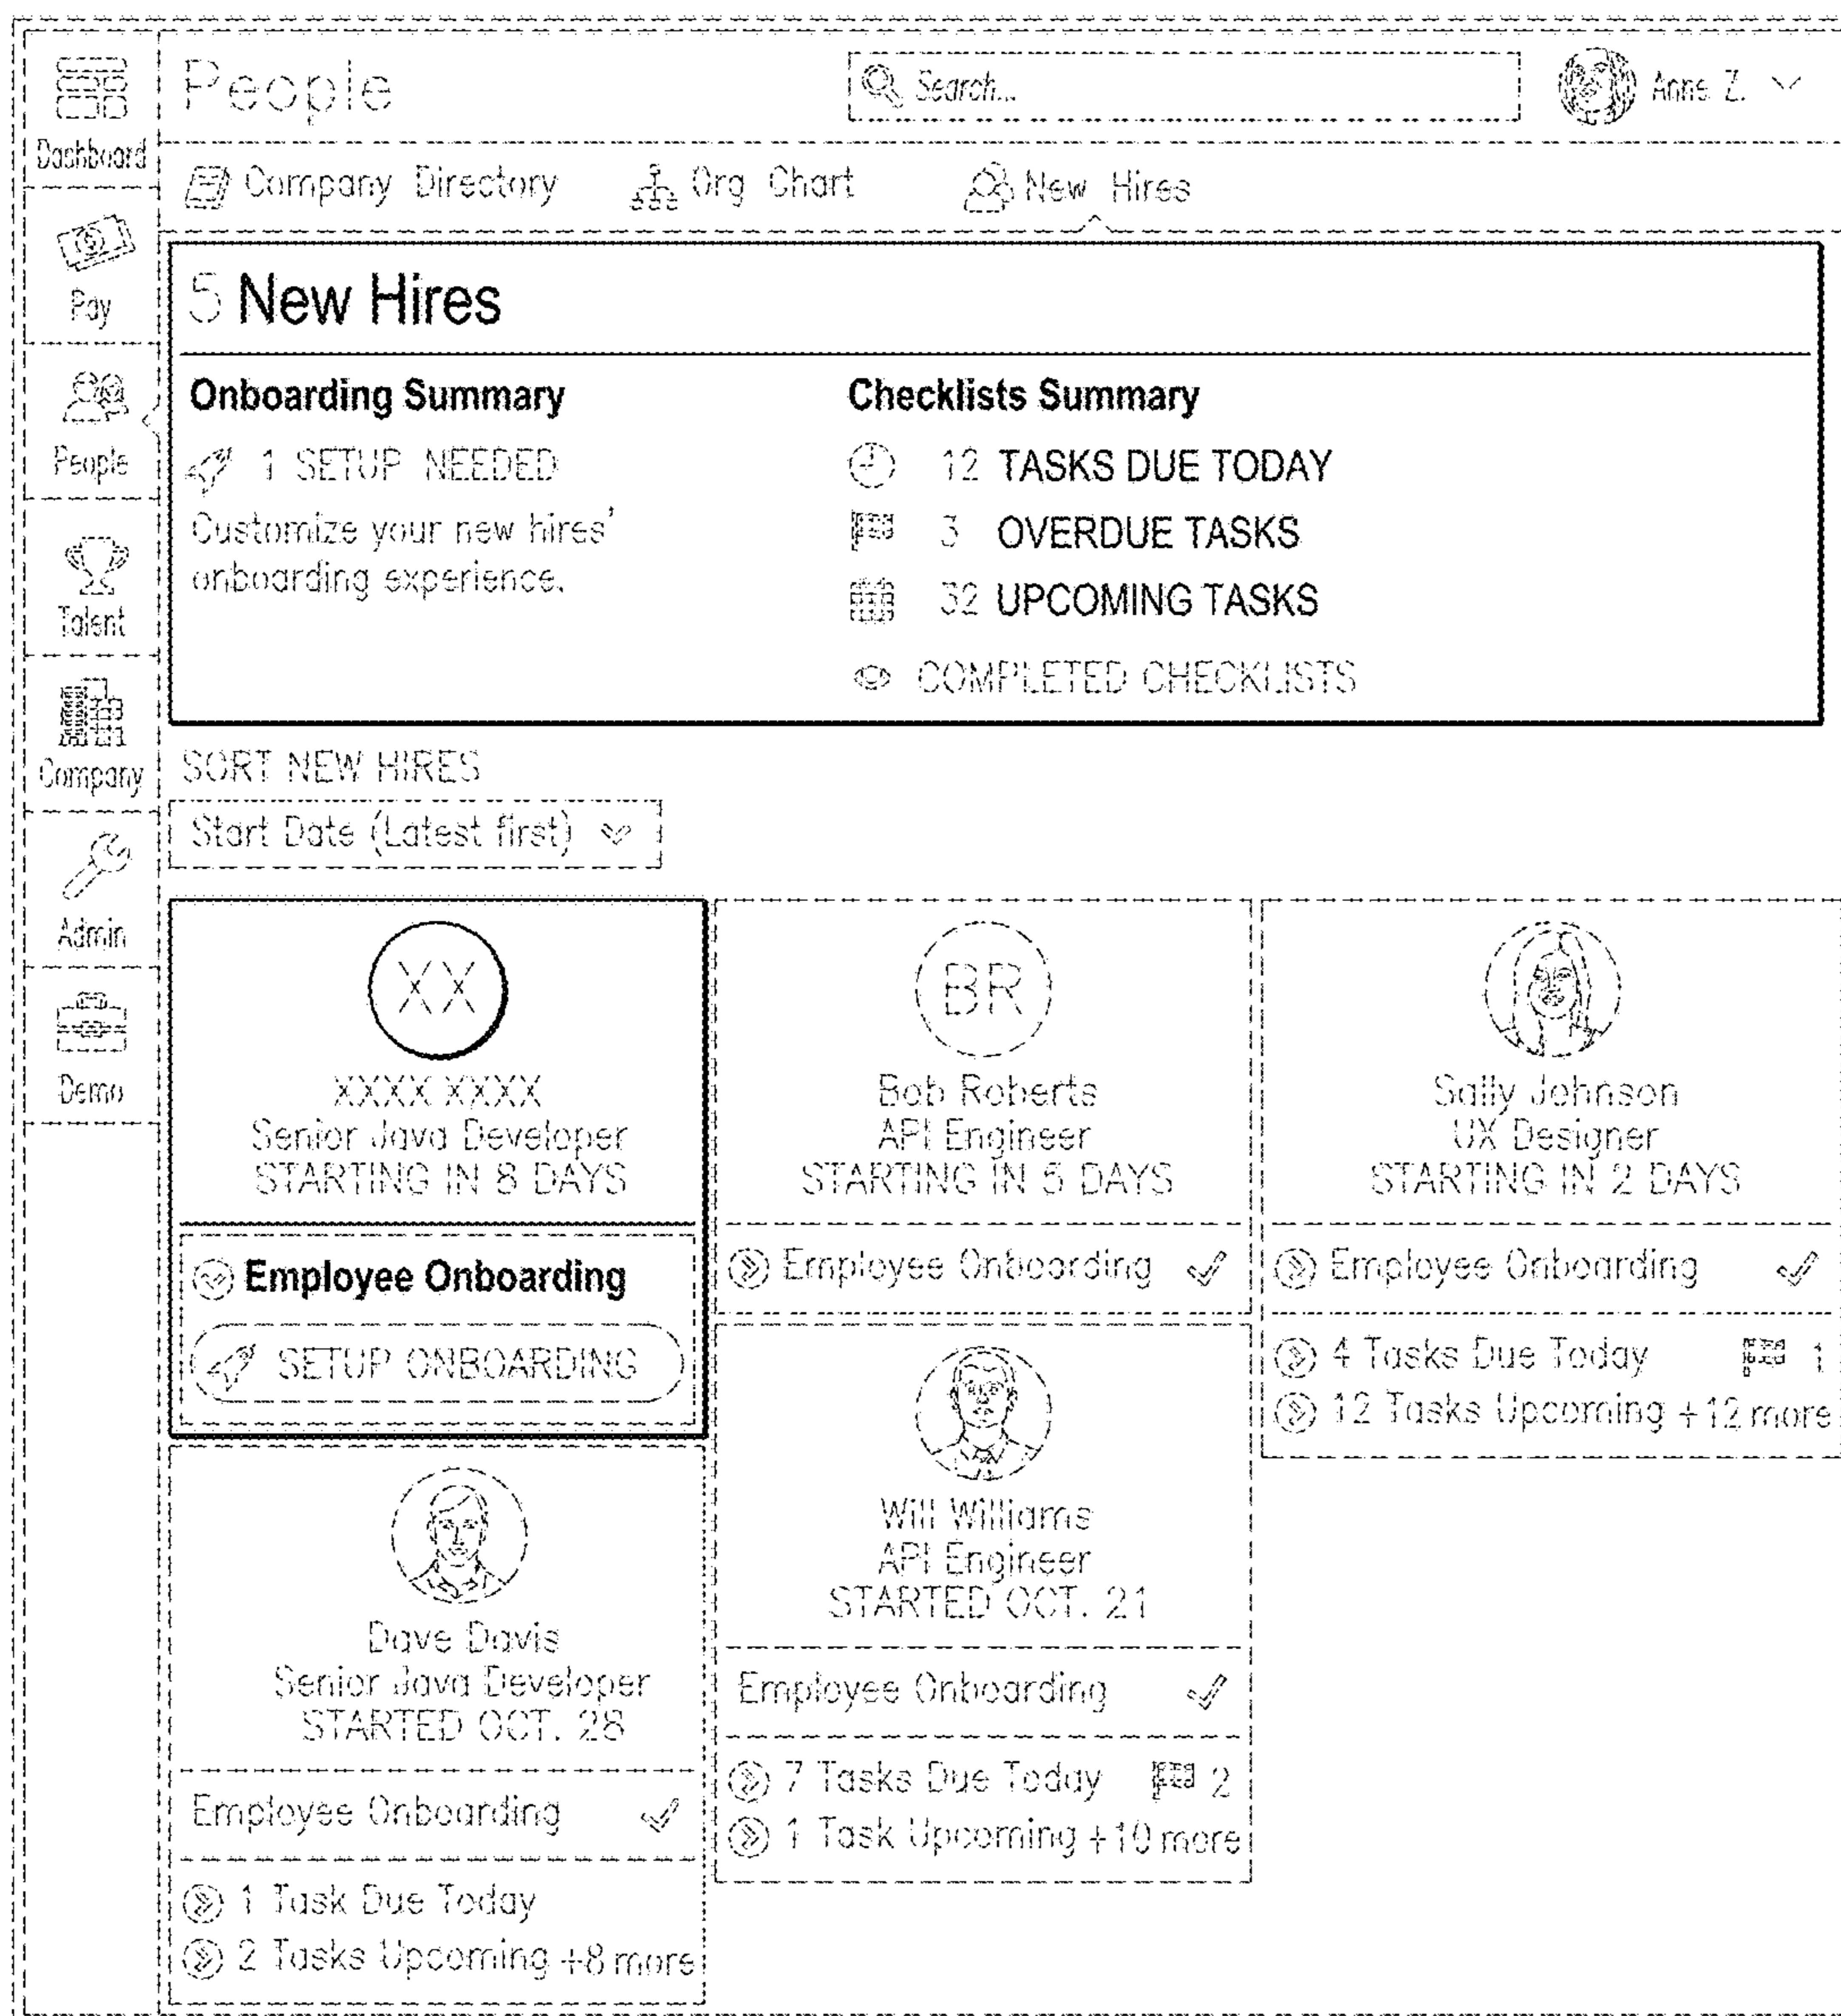 People
Search...
Anne Z.
Dashboard
Pay
People
Talent
Company
Admin
Demo
Company Directory
Org Chart
New Hires
5 New Hires
Onboarding Summary
1 SETUP NEEDED
Customize your new hires'
onboarding experience.
Checklists Summary
12 TASKS DUE TODAY
3 OVERDUE TASKS
32 UPCOMING TASKS
COMPLETED CHECKLISTS
SORT NEW HIRES
Start Date (Latest first)
XX
XXXX XXXX
Senior Java Developer
STARTING IN 8 DAYS
Employee Onboarding
SETUP ONBOARDING
BR
Bob Roberts
API Engineer
STARTING IN 5 DAYS
Employee Onboarding
Sally Johnson
UX Designer
STARTING IN 2 DAYS
Employee Onboarding
4 Tasks Due Today 1
12 Tasks Upcoming +12 more
Dave Davis
Senior Java Developer
STARTED OCT. 28
Employee Onboarding
1 Task Due Today
2 Tasks Upcoming +8 more
Will Williams
API Engineer
STARTED OCT. 21
Employee Onboarding
7 Tasks Due Today 2
1 Task Upcoming +10 more